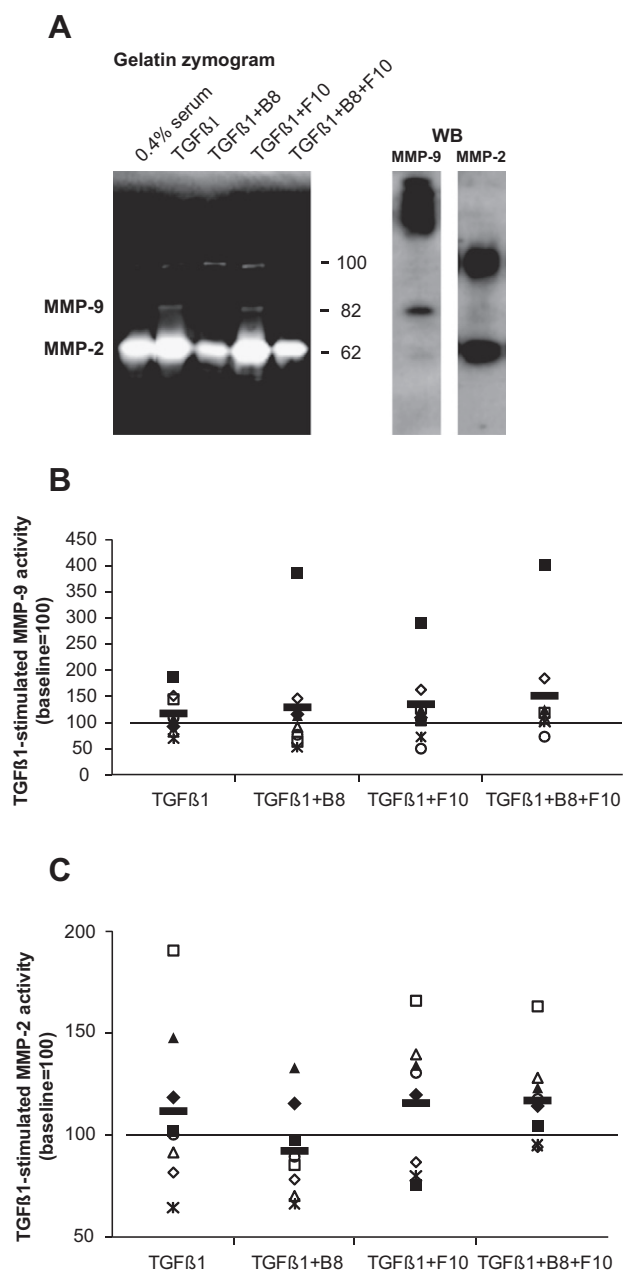 A
Gelatin zymogram
0.4% serum
TGFß1
TGFß1+B8
TGFß1+F10
TGFß1+B8+F10
WB
MMP-9 MMP-2
- 100
MMP-9 - 82
MMP-2 - 62
B
TGFß1-stimulated MMP-9 activity
(baseline=100)
450
400
350
300
250
200
150
100
50
0
TGFß1 TGFß1+B8 TGFß1+F10 TGFß1+B8+F10
C
TGFß1-stimulated MMP-2 activity
(baseline=100)
200
150
100
50
TGFß1 TGFß1+B8 TGFß1+F10 TGFß1+B8+F10